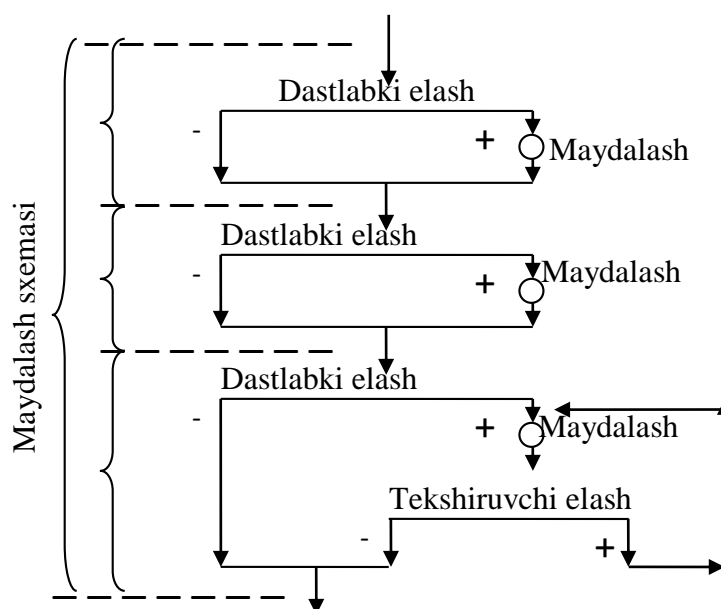 Dastlabki elash
-
+
Maydalash
Dastlabki elash
-
+
Maydalash
Maydalash sxemasi
Dastlabki elash
-
+
Maydalash
Tekshiruvchi elash
-
+